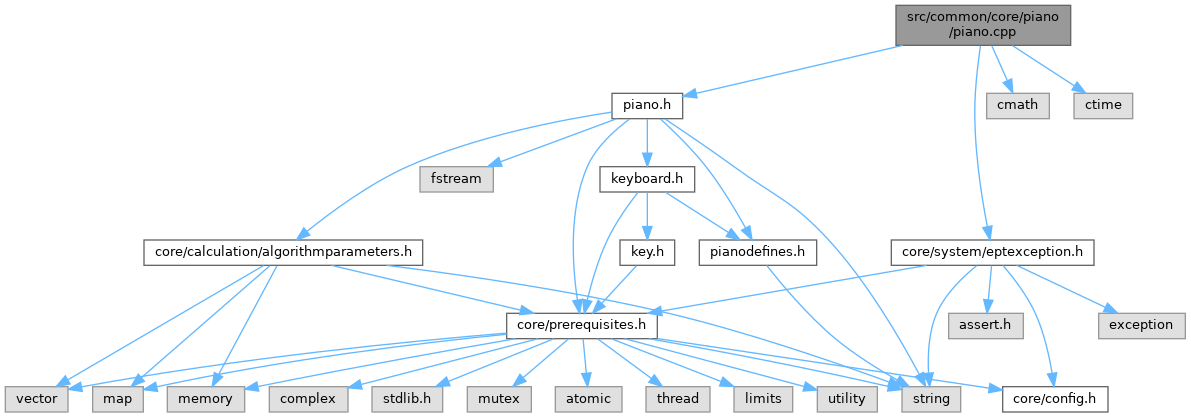 src/common/core/piano
/piano.cpp
piano.h
cmath
ctime
fstream
keyboard.h
core/calculation/algorithmparameters.h
key.h
pianodefines.h
core/system/eptexception.h
core/prerequisites.h
assert.h
exception
vector
map
memory
complex
stdlib.h
mutex
atomic
thread
limits
utility
string
core/config.h